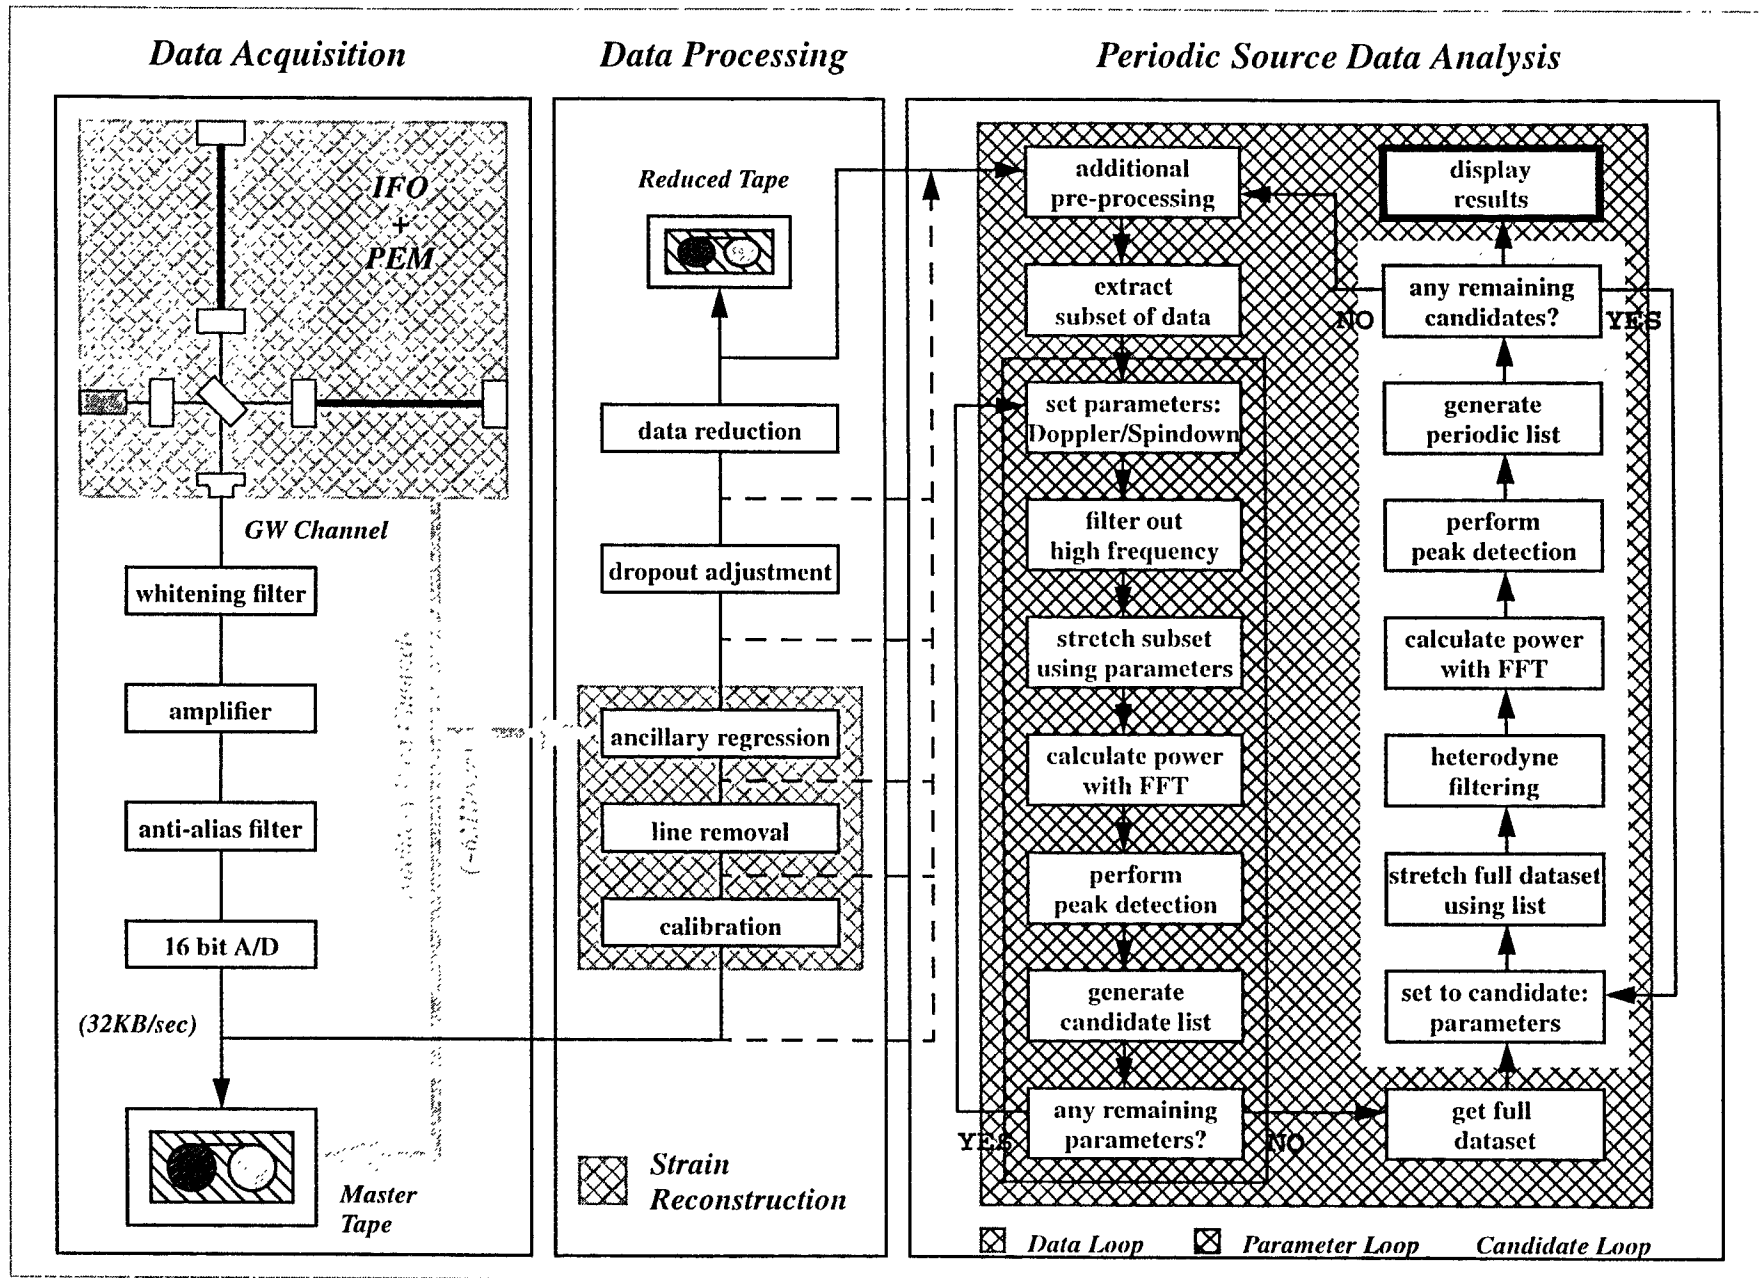 Data Acquisition
Data Processing
Periodic Source Data Analysis
IFO
+
PEM
GW Channel
whitening filter
amplifier
anti-alias filter
16 bit A/D
(32KB/sec)
Master
Tape
Reduced Tape
data reduction
dropout adjustment
ancillary regression
line removal
calibration
Strain
Reconstruction
additional
pre-processing
extract
subset of data
set parameters:
Doppler/Spindown
filter out
high frequency
stretch subset
using parameters
calculate power
with FFT
perform
peak detection
generate
candidate list
any remaining
parameters?
YES
NO
display
results
any remaining
candidates?
NO
YES
generate
periodic list
perform
peak detection
calculate power
with FFT
heterodyne
filtering
stretch full dataset
using list
set to candidate:
parameters
get full
dataset
Data Loop
Parameter Loop
Candidate Loop